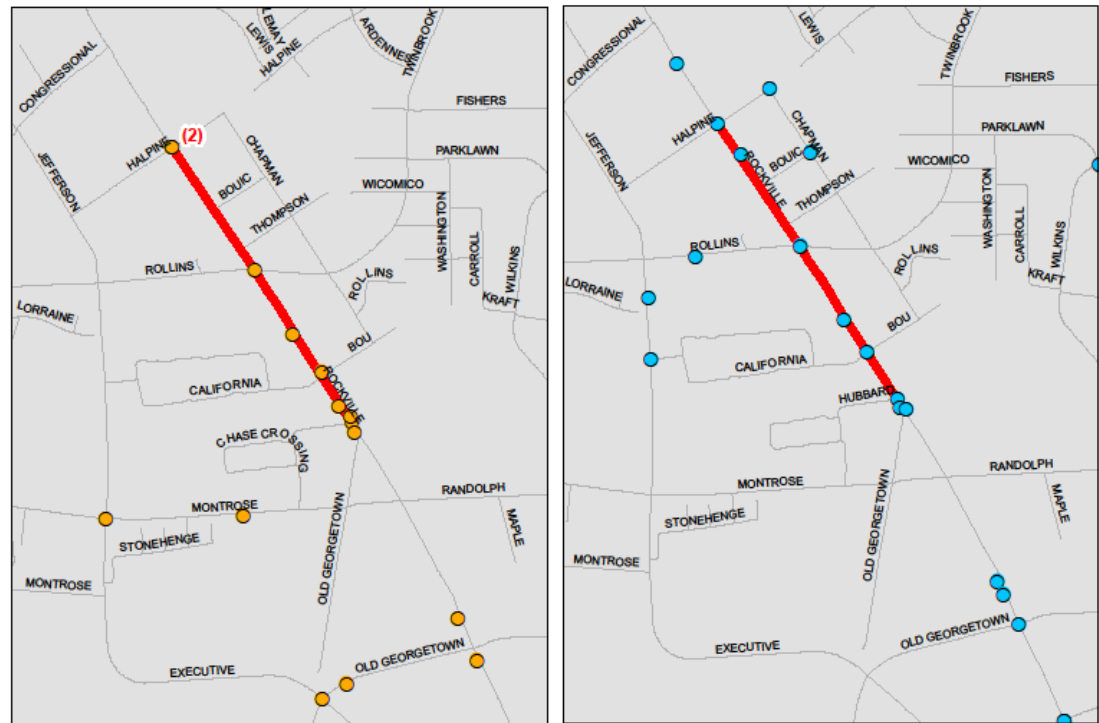 LEMAY
LEWIS
HALPINE
ARDENNES
TWINBROOK
CONGRESSIONAL
FISHERS
(2)
HALPINE
JEFFERSON
CHAPMAN
PARKLAWN
BOUIC
WICOMICO
THOMPSON
WASHINGTON
CARROLL
WILKINS
ROLLINS
ROLLINS
KRAFT
LORRAINE
BOU
CALIFORNIA
ROCKVILLE
CHASE CROSSING
RANDOLPH
MONTROSE
MAPLE
STONEHENGE
OLD GEORGETOWN
MONTROSE
EXECUTIVE
OLD GEORGETOWN
LEWIS
CONGRESSIONAL
TWINBROOK
FISHERS
HALPINE
CHAPMAN
PARKLAWN
JEFFERSON
ROCKVILLE
BOUIC
WICOMICO
THOMPSON
WASHINGTON
CARROLL
WILKINS
ROLLINS
ROLLINS
KRAFT
LORRAINE
BOU
CALIFORNIA
HUBBARD
RANDOLPH
MONTROSE
MAPLE
STONEHENGE
OLD GEORGETOWN
MONTROSE
OLD GEORGETOWN
EXECUTIVE